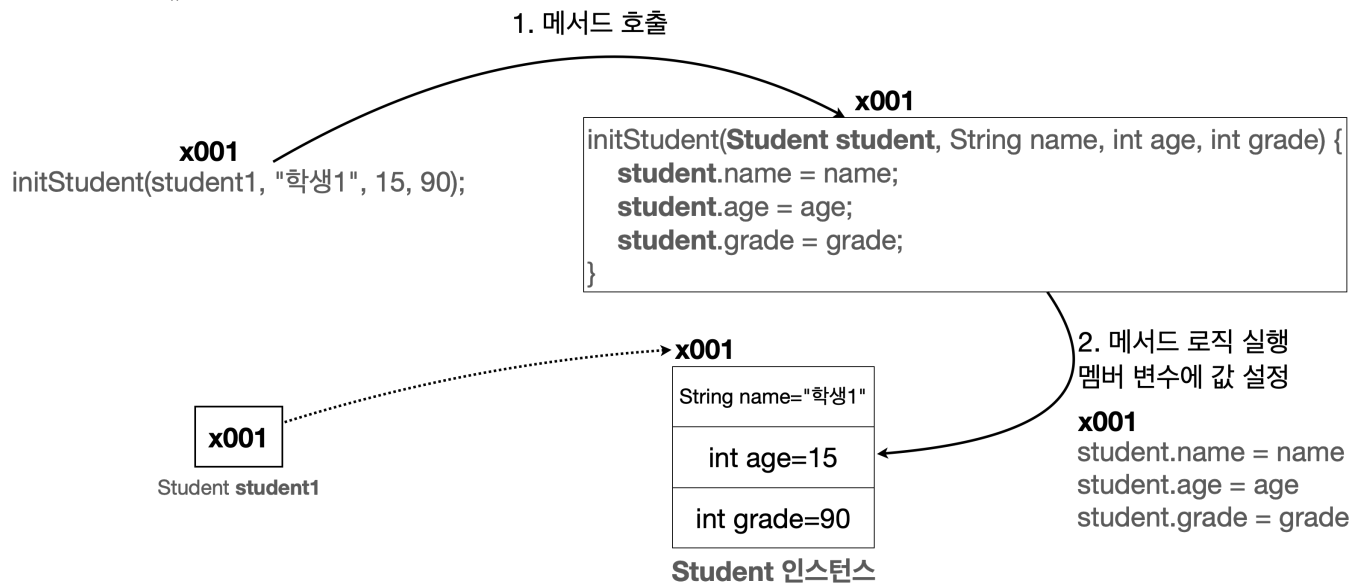 1. 메서드 호출
x001
initStudent(student1, "학생1", 15, 90);
x001
initStudent(Student student, String name, int age, int grade) {
student.name = name;
student.age = age;
student.grade = grade;
}
2. 메서드 로직 실행
멤버 변수에 값 설정
x001
student.name = name
student.age = age
student.grade = grade
x001
Student student1
x001
String name="학생1"
int age=15
int grade=90
Student 인스턴스